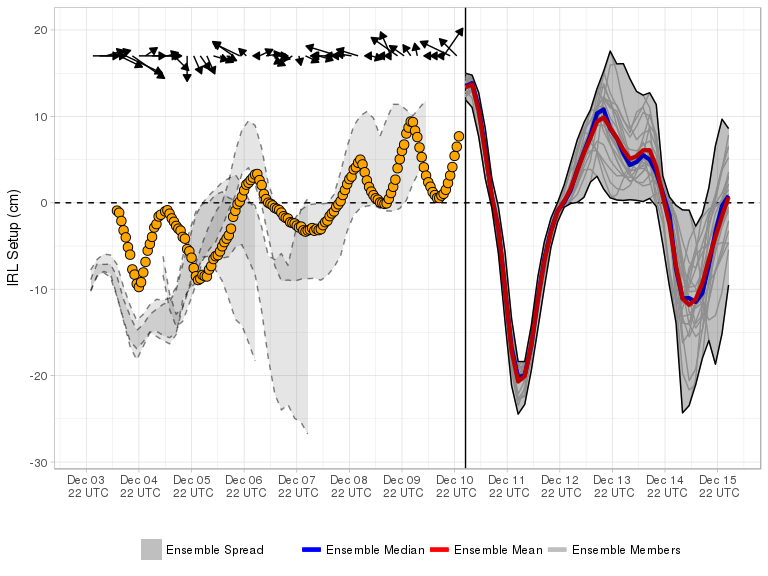 20
10
0
-10
-20
-30
IRL Setup (cm)
Dec 03 Dec 04 Dec 05 Dec 06 Dec 07 Dec 08 Dec 09 Dec 10 Dec 11 Dec 12 Dec 13 Dec 14 Dec 15
22 UTC 22 UTC 22 UTC 22 UTC 22 UTC 22 UTC 22 UTC 22 UTC 22 UTC 22 UTC 22 UTC 22 UTC 22 UTC
Ensemble Spread Ensemble Median Ensemble Mean Ensemble Members